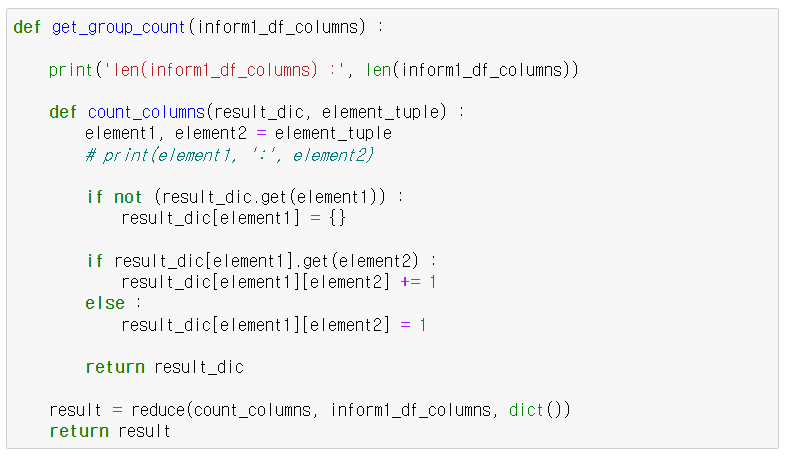 def get_group_count(inform1_df_columns) :
print('len(inform1_df_columns) :', len(inform1_df_columns))
def count_columns(result_dic, element_tuple) :
element1, element2 = element_tuple
# print(element1, ':', element2)
if not (result_dic.get(element1)) :
result_dic[element1] = {}
if result_dic[element1].get(element2) :
result_dic[element1][element2] += 1
else :
result_dic[element1][element2] = 1
return result_dic
result = reduce(count_columns, inform1_df_columns, dict())
return result